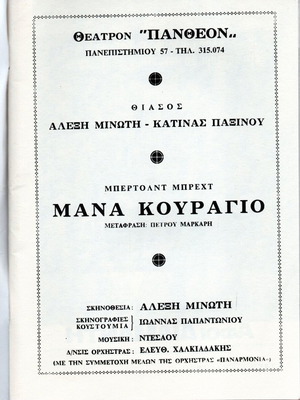 ΘΕΑΤΡΟΝ "ΠΑΝΘΕΟΝ„
ΠΑΝΕΠΙΣΤΗΜΙΟΥ 57 - ΤΗΛ. 315.074
ΘΙΑΣΟΣ
ΑΛΕΞΗ ΜΙΝΩΤΗ - ΚΑΤΙΝΑΣ ΠΑΞΙΝΟΥ
ΜΠΕΡΤΟΛΝΤ ΜΠΡΕΧΤ
ΜΑΝΑ ΚΟΥΡΑΓΙΟ
ΜΕΤΑΦΡΑΣΗ: ΠΕΤΡΟΥ ΜΑΡΚΑΡΗ
ΣΚΗΝΟΘΕΣΙΑ: ΑΛΕΞΗ ΜΙΝΩΤΗ
ΣΚΗΝΟΓΡΑΦΙΕΣ
ΚΟΥΣΤΟΥΜΙΑ : ΙΩΑΝΝΑΣ ΠΑΠΑΝΤΩΝΙΟΥ
ΜΟΥΣΙΚΗ: ΝΤΕΣΑΟΥ
Δ/ΝΣΙΣ ΟΡΧΗΣΤΡΑΣ: ΕΛΕΥΘ. ΧΑΛΚΙΑΔΑΚΗΣ
(ΜΕ ΤΗΝ ΣΥΜΜΕΤΟΧΗ ΜΕΛΩΝ ΤΗΣ ΟΡΧΗΣΤΡΑΣ «ΠΑΝΑΡΜΟΝΙΑ»)